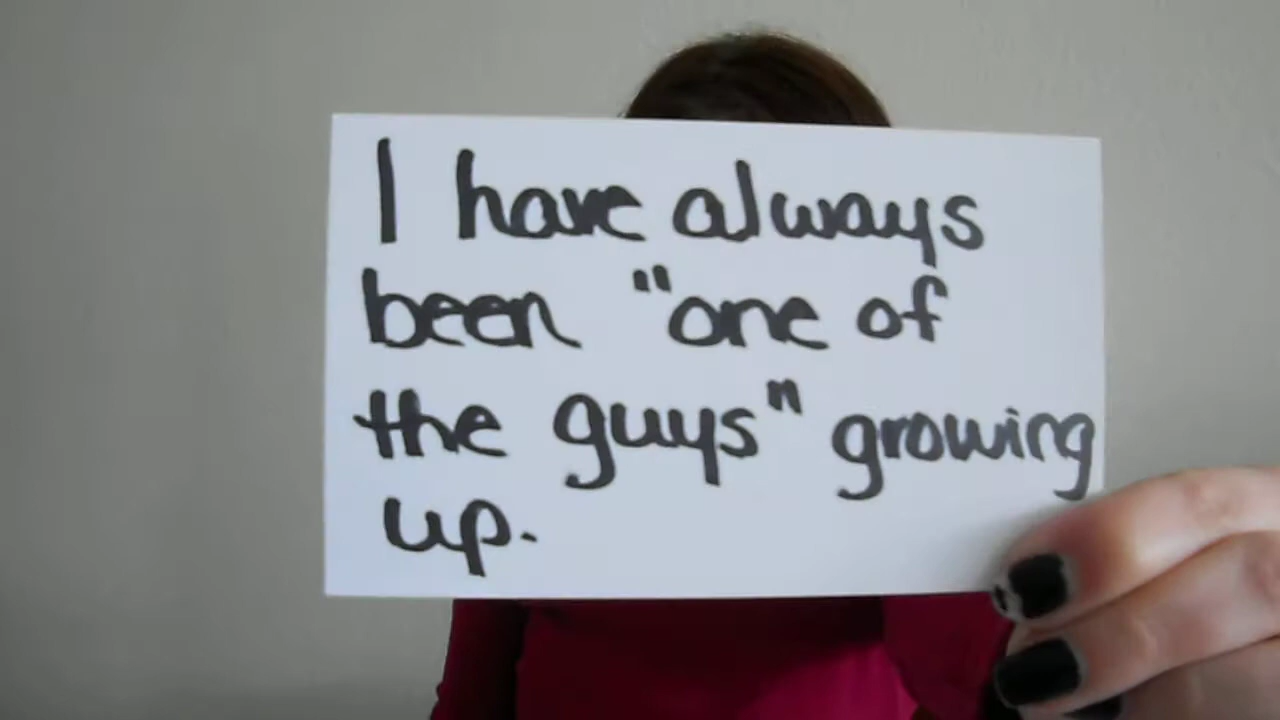 I have always
been "one of
the guys" growing
up.